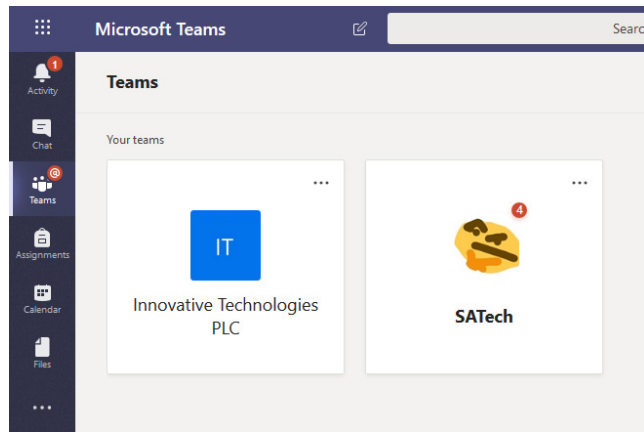 Microsoft Teams
Searc
1
Activity
Chat
@
Teams
Assignments
Calendar
Files
Teams
Your teams
IT
Innovative Technologies
PLC
4
SATech